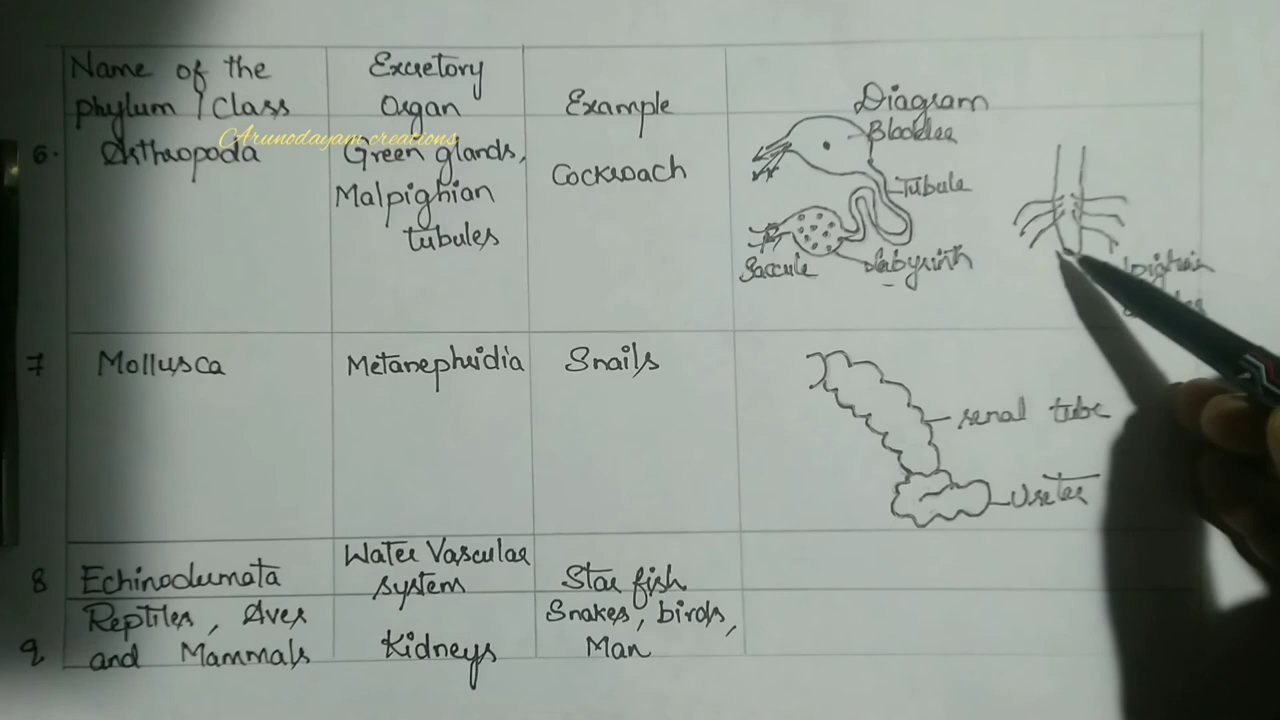 Name of the phylum / Class
Excretory Organ
Example
Diagram
Arunodayam creations
6. Arthropoda
Green glands, Malpighian tubules
Cockroach
Bladder
Tubule
Saccule
Labyrinth
7 Mollusca
Metanephridia
Snails
renal tube
Ureter
8 Echinodermata
Water Vascular system
Star fish
9 Reptiles, Aves and Mammals
Kidneys
Snakes, birds, Man